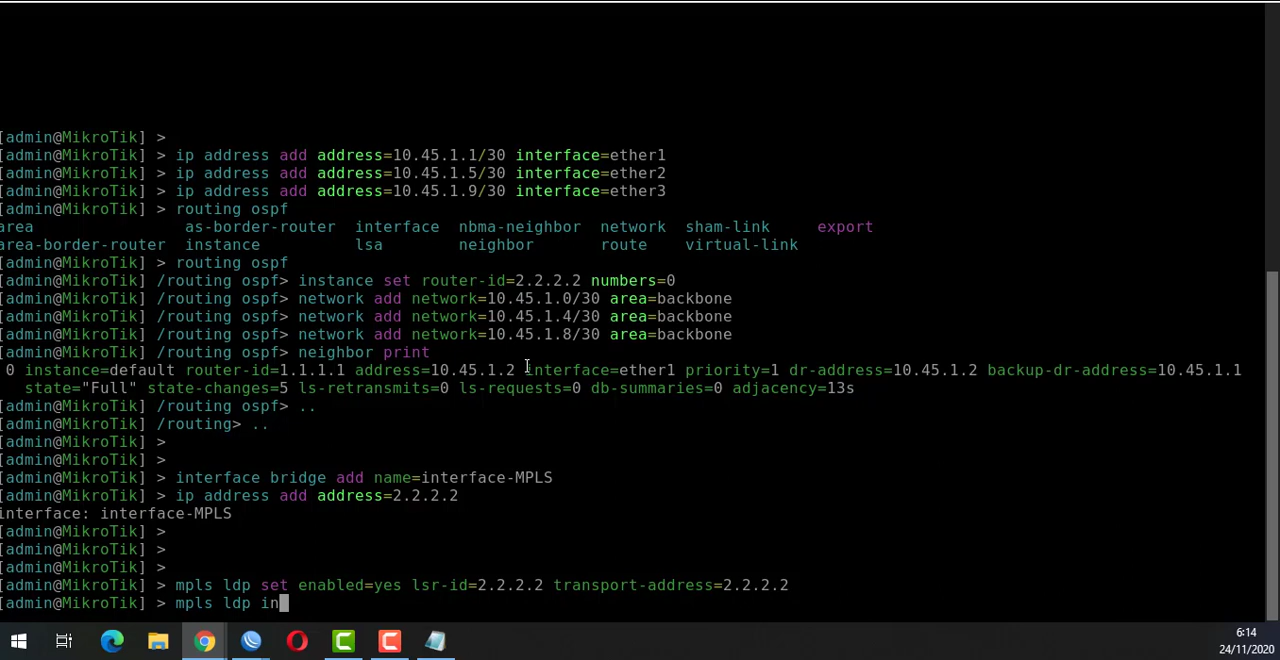 [admin@MikroTik] >
[admin@MikroTik] > ip address add address=10.45.1.1/30 interface=ether1
[admin@MikroTik] > ip address add address=10.45.1.5/30 interface=ether2
[admin@MikroTik] > ip address add address=10.45.1.9/30 interface=ether3
[admin@MikroTik] > routing ospf
area as-border-router interface nbma-neighbor network sham-link export
area-border-router instance lsa neighbor route virtual-link
[admin@MikroTik] > routing ospf
[admin@MikroTik] /routing ospf> instance set router-id=2.2.2.2 numbers=0
[admin@MikroTik] /routing ospf> network add network=10.45.1.0/30 area=backbone
[admin@MikroTik] /routing ospf> network add network=10.45.1.4/30 area=backbone
[admin@MikroTik] /routing ospf> network add network=10.45.1.8/30 area=backbone
[admin@MikroTik] /routing ospf> neighbor print
0 instance=default router-id=1.1.1.1 address=10.45.1.2 interface=ether1 priority=1 dr-address=10.45.1.2 backup-dr-address=10.45.1.1
state="Full" state-changes=5 ls-retransmits=0 ls-requests=0 db-summaries=0 adjacency=13s
[admin@MikroTik] /routing ospf> ..
[admin@MikroTik] /routing> ..
[admin@MikroTik] >
[admin@MikroTik] >
[admin@MikroTik] > interface bridge add name=interface-MPLS
[admin@MikroTik] > ip address add address=2.2.2.2
interface: interface-MPLS
[admin@MikroTik] >
[admin@MikroTik] >
[admin@MikroTik] >
[admin@MikroTik] > mpls ldp set enabled=yes lsr-id=2.2.2.2 transport-address=2.2.2.2
[admin@MikroTik] > mpls ldp in
6:14
24/11/2020